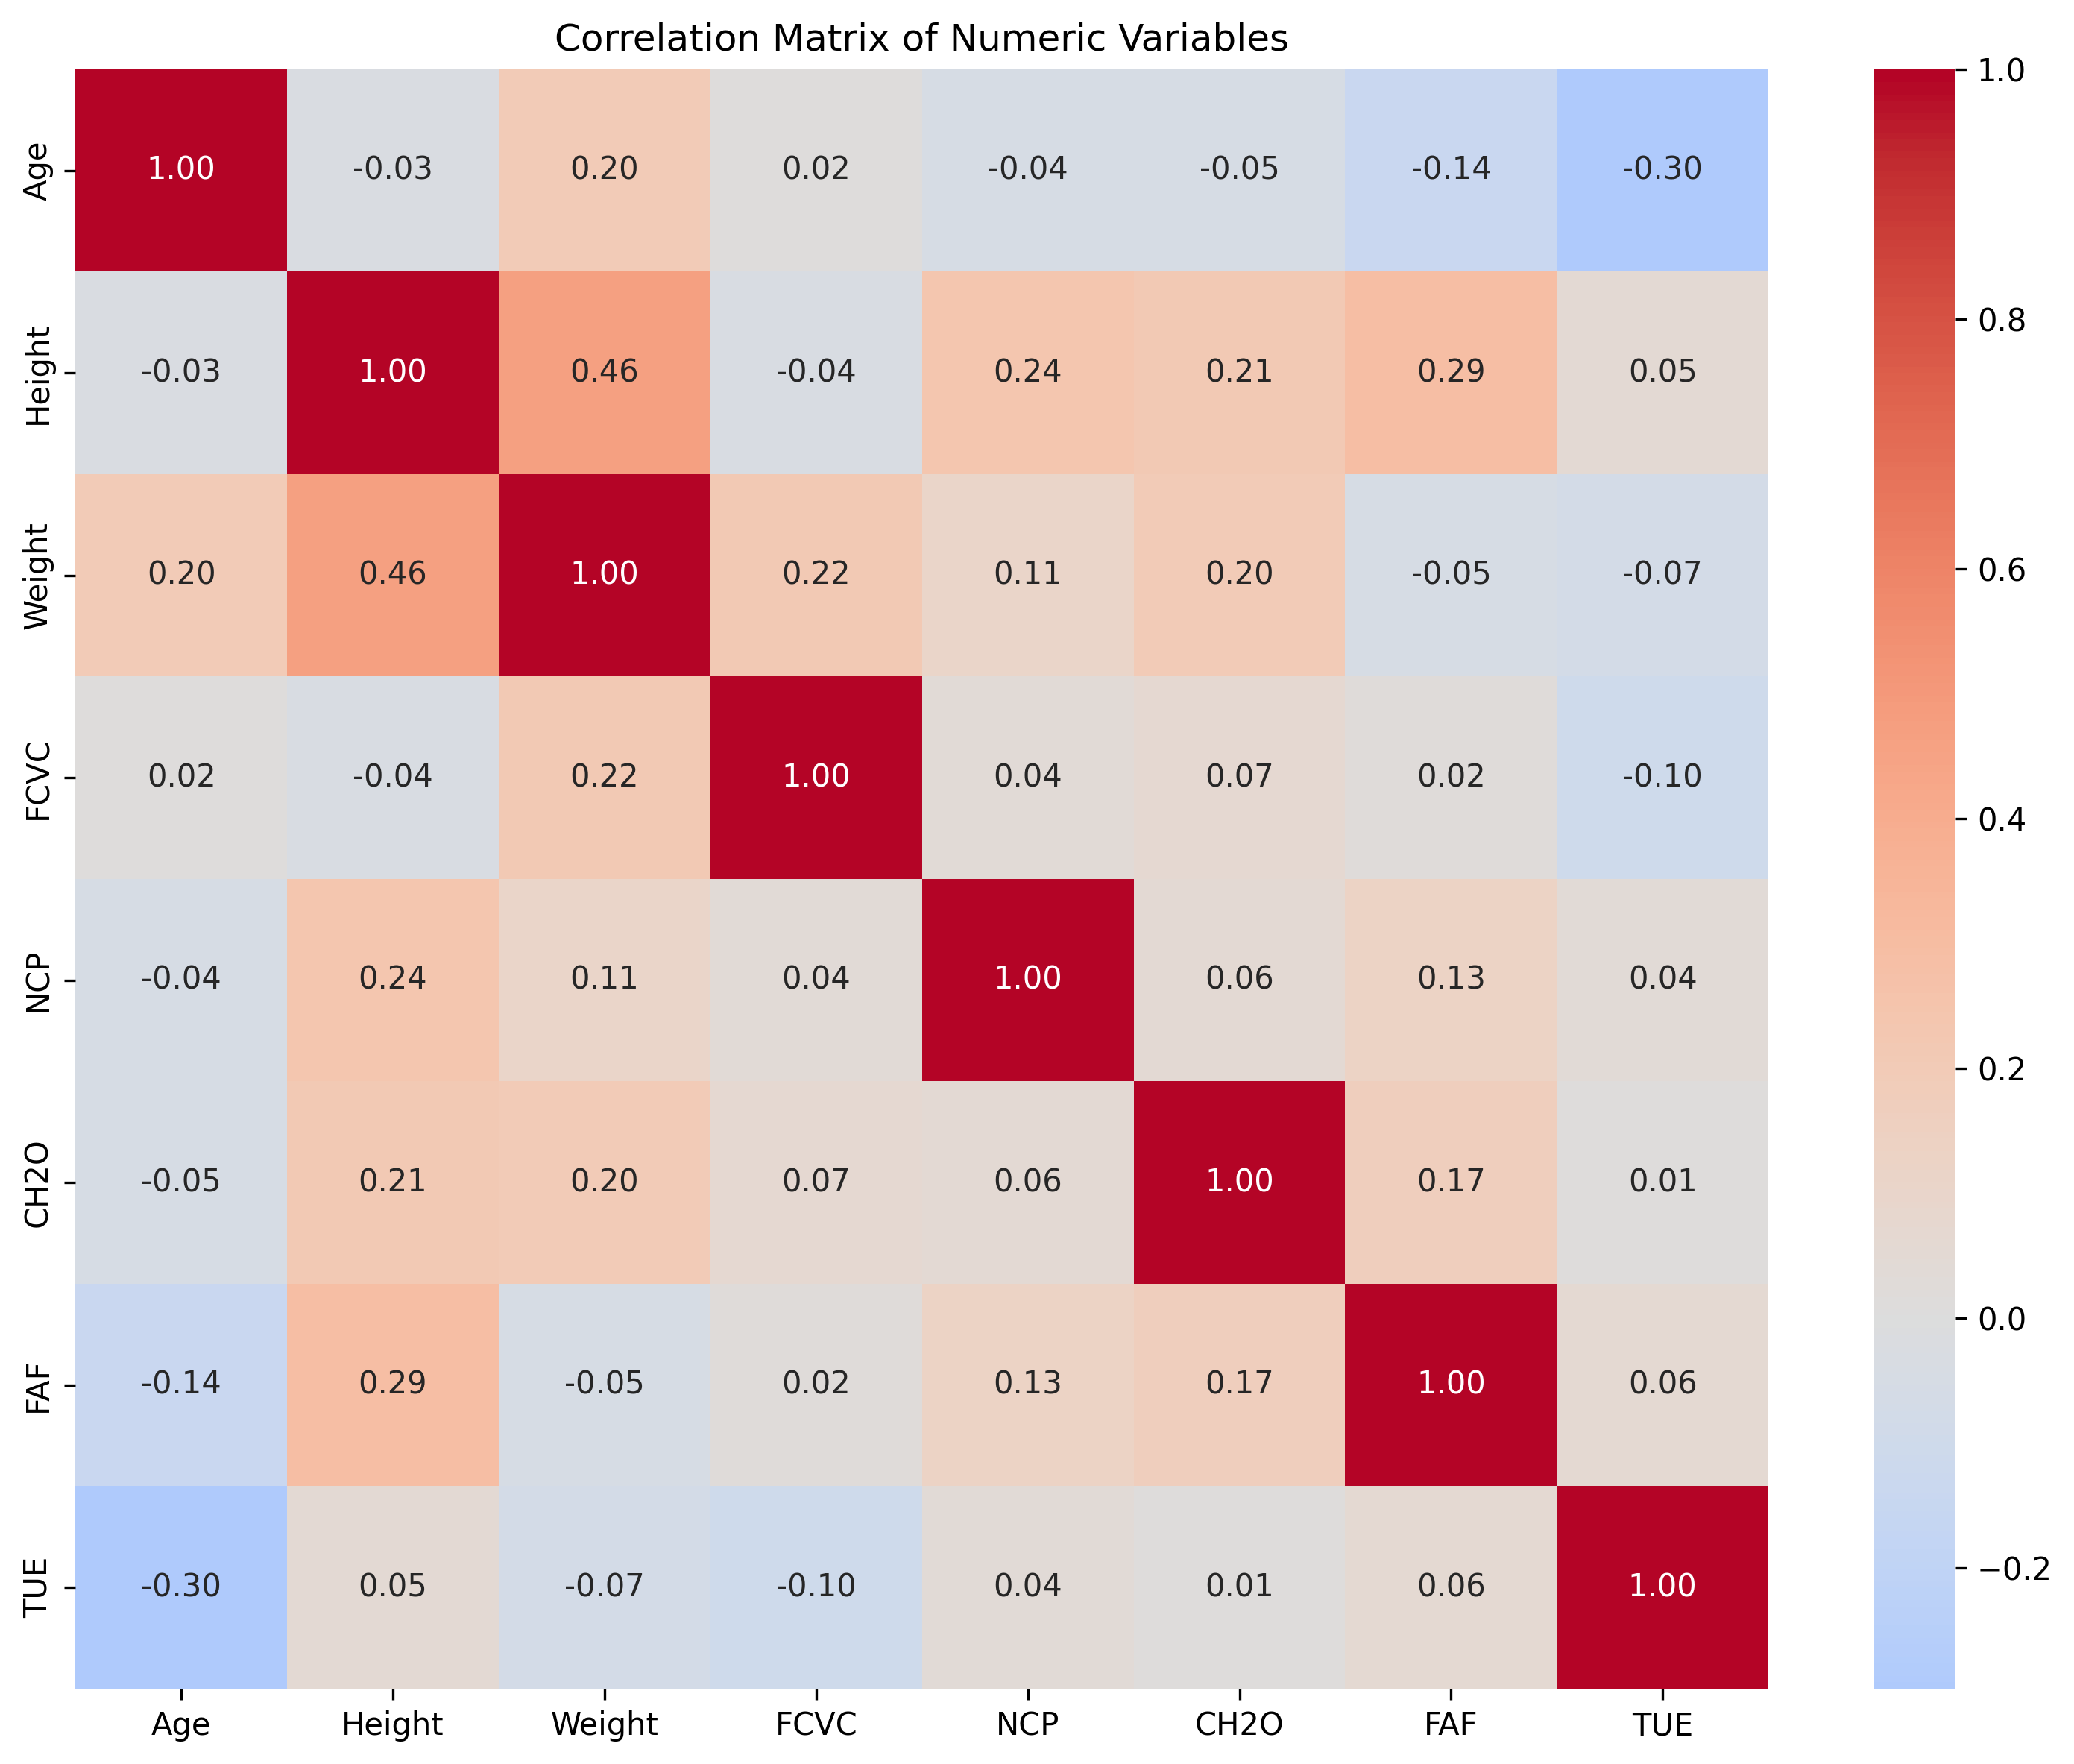 Correlation Matrix of Numeric Variables
Age 1.00 -0.03 0.20 0.02 -0.04 -0.05 -0.14 -0.30
Height -0.03 1.00 0.46 -0.04 0.24 0.21 0.29 0.05
Weight 0.20 0.46 1.00 0.22 0.11 0.20 -0.05 -0.07
FCVC 0.02 -0.04 0.22 1.00 0.04 0.07 0.02 -0.10
NCP -0.04 0.24 0.11 0.04 1.00 0.06 0.13 0.04
CH2O -0.05 0.21 0.20 0.07 0.06 1.00 0.17 0.01
FAF -0.14 0.29 -0.05 0.02 0.13 0.17 1.00 0.06
TUE -0.30 0.05 -0.07 -0.10 0.04 0.01 0.06 1.00
Age Height Weight FCVC NCP CH2O FAF TUE
1.0
0.8
0.6
0.4
0.2
0.0
−0.2